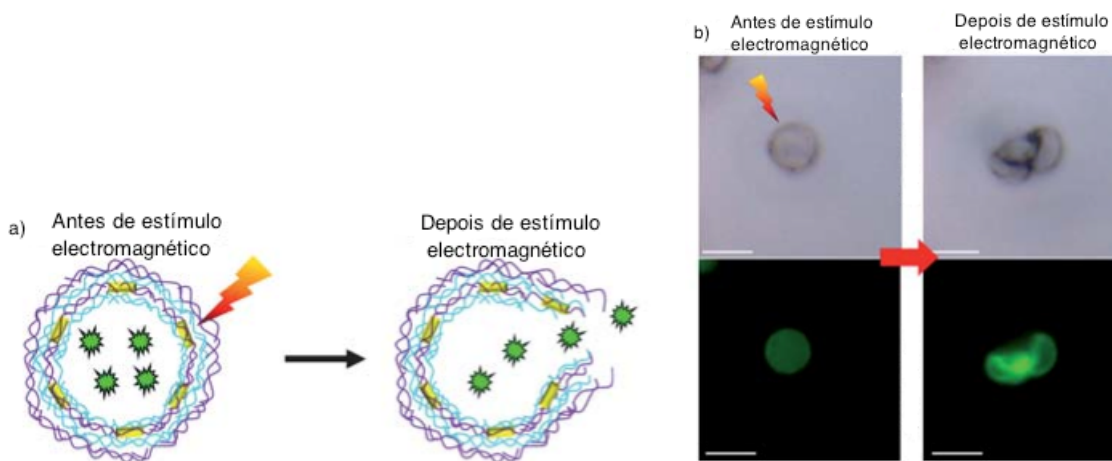 a)
Antes de estímulo
electromagnético
Depois de estímulo
electromagnético
b)
Antes de estímulo
electromagnético
Depois de estímulo
electromagnético